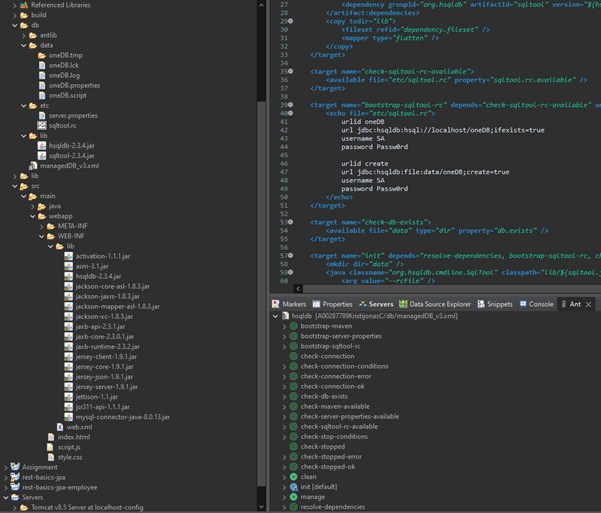 Referenced Libraries
build
db
antlib
data
oneDB.tmp
oneDB.lck
oneDB.log
oneDB.properties
oneDB.script
etc
server.properties
sqltool.rc
lib
hsqldb-2.3.4.jar
sqltool-2.3.4.jar
managedDB_v3.xml
lib
src
main
java
webapp
META-INF
WEB-INF
lib
activation-1.1.1.jar
asm-3.1.jar
hsqldb-2.3.4.jar
jackson-core-asl-1.8.3.jar
jackson-jaxrs-1.8.3.jar
jackson-mapper-asl-1.8.3.jar
jackson-xc-1.8.3.jar
jaxb-api-2.3.1.jar
jaxb-core-2.3.0.1.jar
jaxb-runtime-2.3.2.jar
jersey-client-1.9.1.jar
jersey-core-1.9.1.jar
jersey-json-1.9.1.jar
jersey-server-1.9.1.jar
jettison-1.1.jar
jsr311-api-1.1.1.jar
mysql-connector-java-8.0.13.jar
web.xml
index.html
script.js
style.css
Assignment
rest-basics-jpa
rest-basics-jpa-employee
Servers
Tomcat v8.5 Server at localhost-config
27 <dependency groupId="org.hsqldb" artifactId="sqltool" version="${hs
28 </artifact:dependencies>
29 <copy todir="lib">
30 <fileset refid="dependency.fileset" />
31 <mapper type="flatten" />
32 </copy>
33 </target>
34
35 <target name="check-sqltool-rc-available">
36 <available file="etc/sqltool.rc" property="sqltool.rc.available" />
37 </target>
38
39 <target name="bootstrap-sqltool-rc" depends="check-sqltool-rc-available" un
40 <echo file="etc/sqltool.rc">
41 urlid oneDB
42 url jdbc:hsqldb:hsql://localhost/oneDB;ifexists=true
43 username SA
44 password Passw0rd
45
46 urlid create
47 url jdbc:hsqldb:file:data/oneDB;create=true
48 username SA
49 password Passw0rd
50 </echo>
51 </target>
52
53 <target name="check-db-exists">
54 <available file="data" type="dir" property="db.exists" />
55 </target>
56
57 <target name="init" depends="resolve-dependencies, bootstrap-sqltool-rc, ch
58 <mkdir dir="data" />
59 <java classname="org.hsqldb.cmdline.SqlTool" classpath="lib/${sqltool.j
60 <arg value="--rcFile" />
Markers Properties Servers Data Source Explorer Snippets Console Ant
hsqldb [A00287789KristijonasC/db/managedDB_v3.xml]
bootstrap-maven
bootstrap-server-properties
bootstrap-sqltool-rc
check-connection
check-connection-conditions
check-connection-error
check-connection-ok
check-db-exists
check-maven-available
check-server-properties-available
check-sqltool-rc-available
check-stop-conditions
check-stopped
check-stopped-error
check-stopped-ok
clean
init [default]
manage
resolve-dependencies